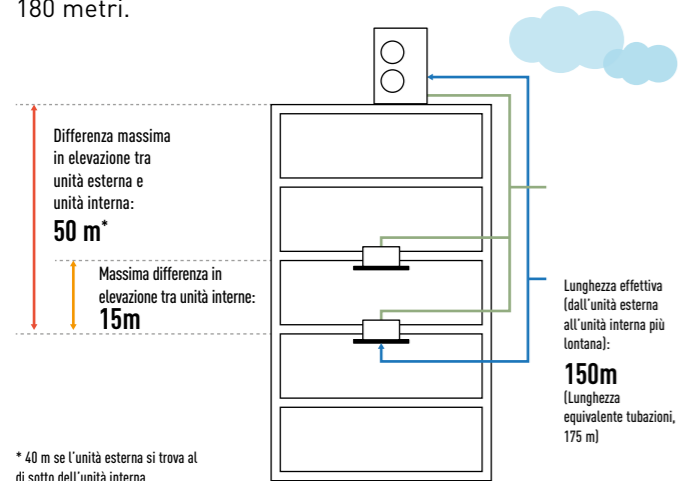 180 metri.
Differenza massima
in elevazione tra
unità esterna e
unità interna:
50 m*
Massima differenza in
elevazione tra unità interne:
15m
Lunghezza effettiva
(dall'unità esterna
all'unità interna più
lontana):
150m
(Lunghezza
equivalente tubazioni,
175 m)
* 40 m se l'unità esterna si trova al
di sotto dell'unità interna